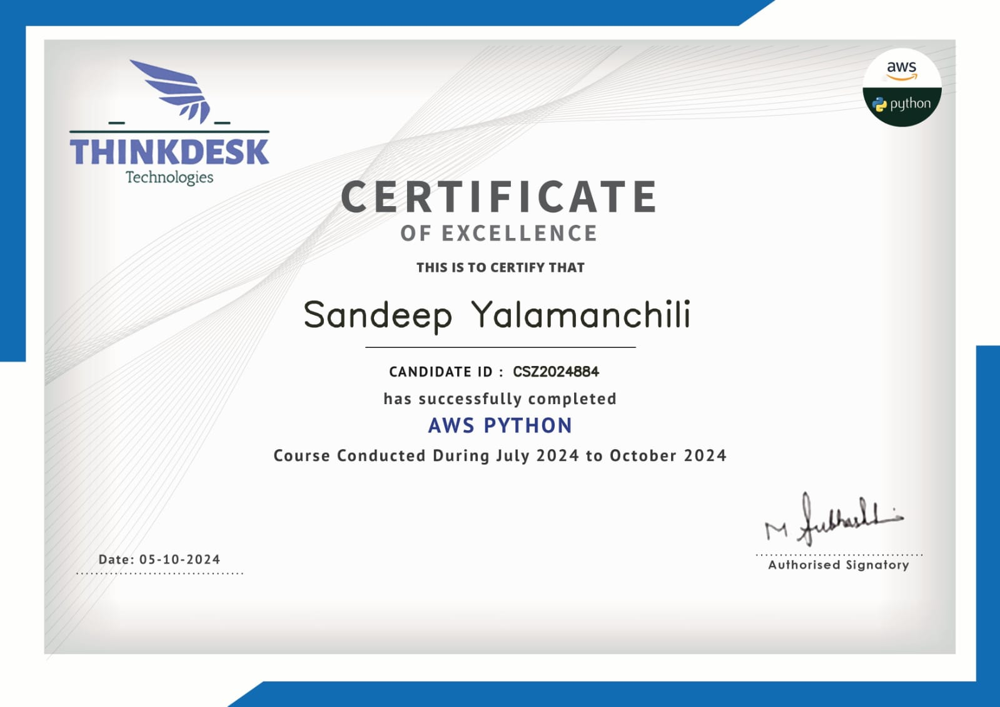 aws
python
THINKDESK
Technologies
CERTIFICATE
OF EXCELLENCE
THIS IS TO CERTIFY THAT
Sandeep Yalamanchili
CANDIDATE ID : CSZ2024884
has successfully completed
AWS PYTHON
Course Conducted During July 2024 to October 2024
M
Date: 05-10-2024
Authorised Signatory